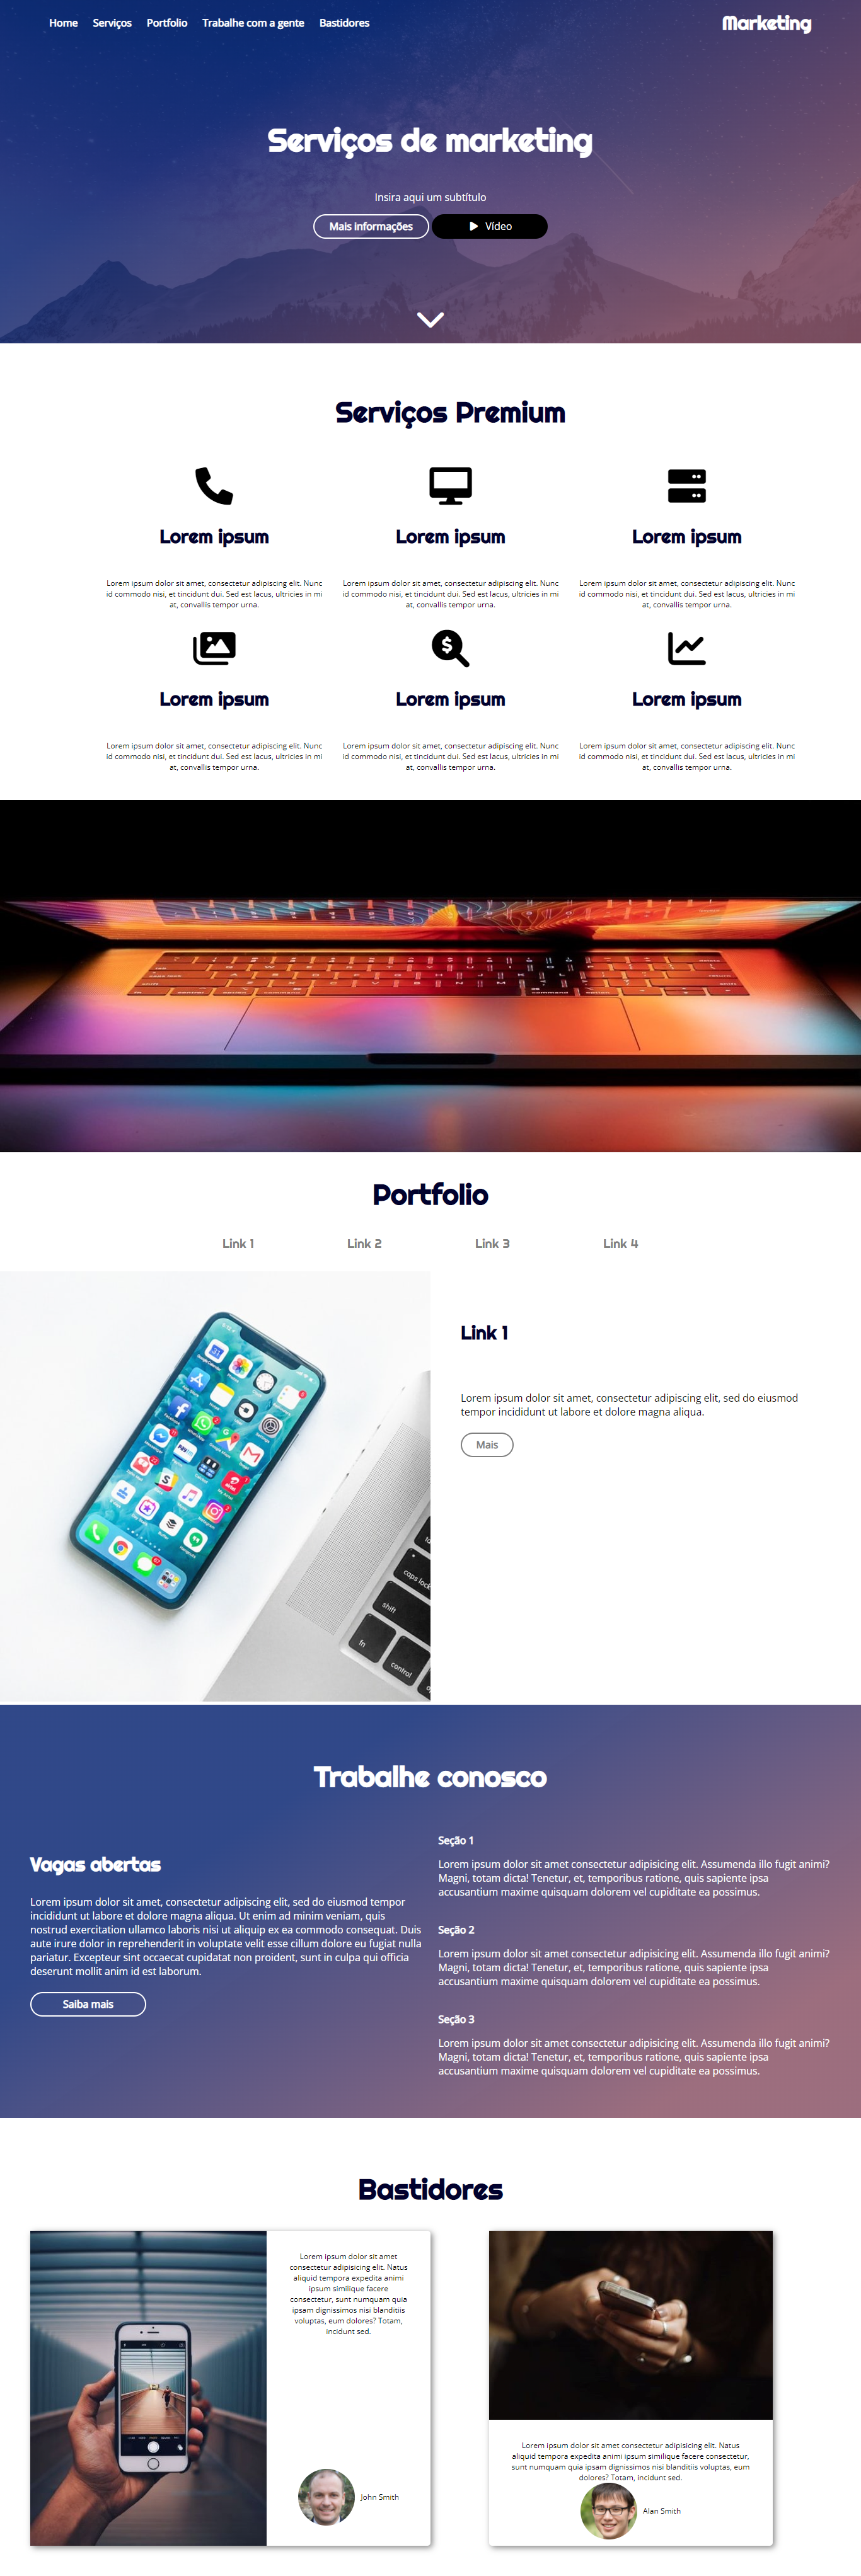 Home Serviços Portfolio Trabalhe com a gente Bastidores
Marketing
Serviços de marketing
Insira aqui um subtítulo
Mais informações
Vídeo
Serviços Premium
Lorem ipsum
Lorem ipsum dolor sit amet, consectetur adipiscing elit. Nunc
id commodo nisi, et tincidunt dui. Sed est lacus, ultricies in mi
at, convallis tempor urna.
Lorem ipsum
Lorem ipsum dolor sit amet, consectetur adipiscing elit. Nunc
id commodo nisi, et tincidunt dui. Sed est lacus, ultricies in mi
at, convallis tempor urna.
Lorem ipsum
Lorem ipsum dolor sit amet, consectetur adipiscing elit. Nunc
id commodo nisi, et tincidunt dui. Sed est lacus, ultricies in mi
at, convallis tempor urna.
Lorem ipsum
Lorem ipsum dolor sit amet, consectetur adipiscing elit. Nunc
id commodo nisi, et tincidunt dui. Sed est lacus, ultricies in mi
at, convallis tempor urna.
Lorem ipsum
Lorem ipsum dolor sit amet, consectetur adipiscing elit. Nunc
id commodo nisi, et tincidunt dui. Sed est lacus, ultricies in mi
at, convallis tempor urna.
Lorem ipsum
Lorem ipsum dolor sit amet, consectetur adipiscing elit. Nunc
id commodo nisi, et tincidunt dui. Sed est lacus, ultricies in mi
at, convallis tempor urna.
Portfolio
Link 1 Link 2 Link 3 Link 4
caps lock
shift
fn
control
Link 1
Lorem ipsum dolor sit amet, consectetur adipiscing elit, sed do eiusmod
tempor incididunt ut labore et dolore magna aliqua.
Mais
Trabalhe conosco
Vagas abertas
Lorem ipsum dolor sit amet, consectetur adipiscing elit, sed do eiusmod tempor
incididunt ut labore et dolore magna aliqua. Ut enim ad minim veniam, quis
nostrud exercitation ullamco laboris nisi ut aliquip ex ea commodo consequat. Duis
aute irure dolor in reprehenderit in voluptate velit esse cillum dolore eu fugiat nulla
pariatur. Excepteur sint occaecat cupidatat non proident, sunt in culpa qui officia
deserunt mollit anim id est laborum.
Saiba mais
Seção 1
Lorem ipsum dolor sit amet consectetur adipisicing elit. Assumenda illo fugit animi?
Magni, totam dicta! Tenetur, et, temporibus ratione, quis sapiente ipsa
accusantium maxime quisquam dolorem vel cupiditate ea possimus.
Seção 2
Lorem ipsum dolor sit amet consectetur adipisicing elit. Assumenda illo fugit animi?
Magni, totam dicta! Tenetur, et, temporibus ratione, quis sapiente ipsa
accusantium maxime quisquam dolorem vel cupiditate ea possimus.
Seção 3
Lorem ipsum dolor sit amet consectetur adipisicing elit. Assumenda illo fugit animi?
Magni, totam dicta! Tenetur, et, temporibus ratione, quis sapiente ipsa
accusantium maxime quisquam dolorem vel cupiditate ea possimus.
Bastidores
Lorem ipsum dolor sit amet
consectetur adipisicing elit. Natus
aliquid tempora expedita animi
ipsum similique facere
consectetur, sunt numquam quia
ipsam dignissimos nisi blanditiis
voluptas, eum dolores? Totam,
incidunt sed.
John Smith
Lorem ipsum dolor sit amet consectetur adipisicing elit. Natus
aliquid tempora expedita animi ipsum similique facere consectetur,
sunt numquam quia ipsam dignissimos nisi blanditiis voluptas, eum
dolores? Totam, incidunt sed.
Alan Smith